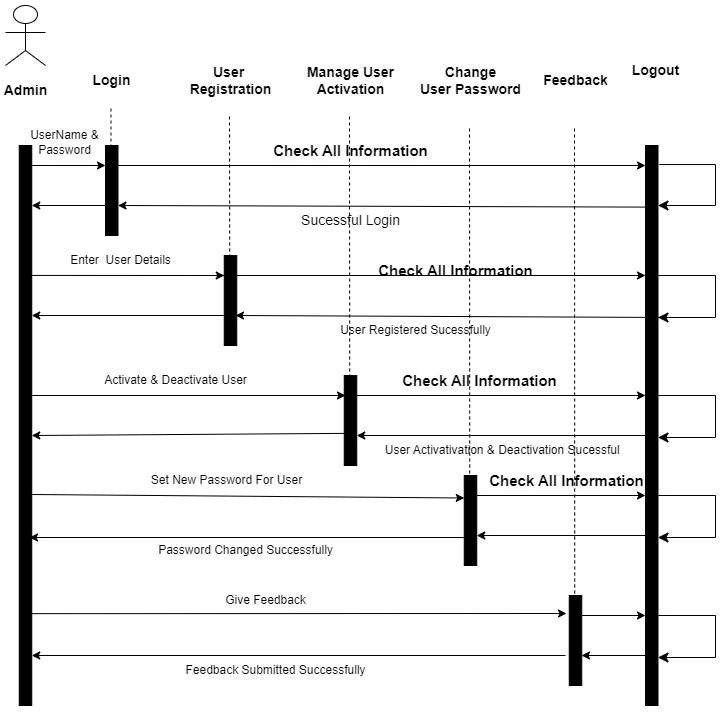 Admin
Login
User
Registration
Manage User
Activation
Change
User Password
Feedback
Logout
UserName &
Password
Check All Information
Sucessful Login
Enter  User Details
Check All Information
User Registered Sucessfully
Activate & Deactivate User
Check All Information
User Activativation & Deactivation Sucessful
Set New Password For User
Check All Information
Password Changed Successfully
Give Feedback
Feedback Submitted Successfully